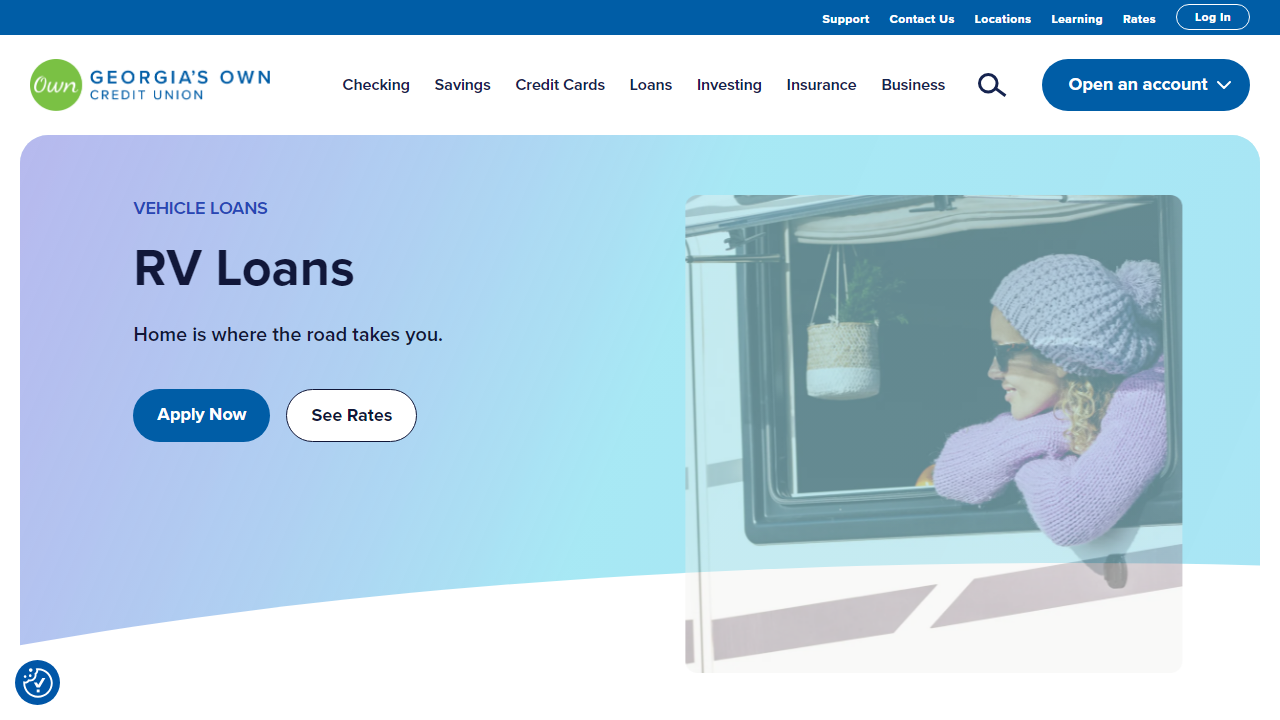 Support Contact Us Locations Learning Rates Log In
Own GEORGIA'S OWN
CREDIT UNION
Checking Savings Credit Cards Loans Investing Insurance Business Open an account
VEHICLE LOANS
RV Loans
Home is where the road takes you.
Apply Now See Rates